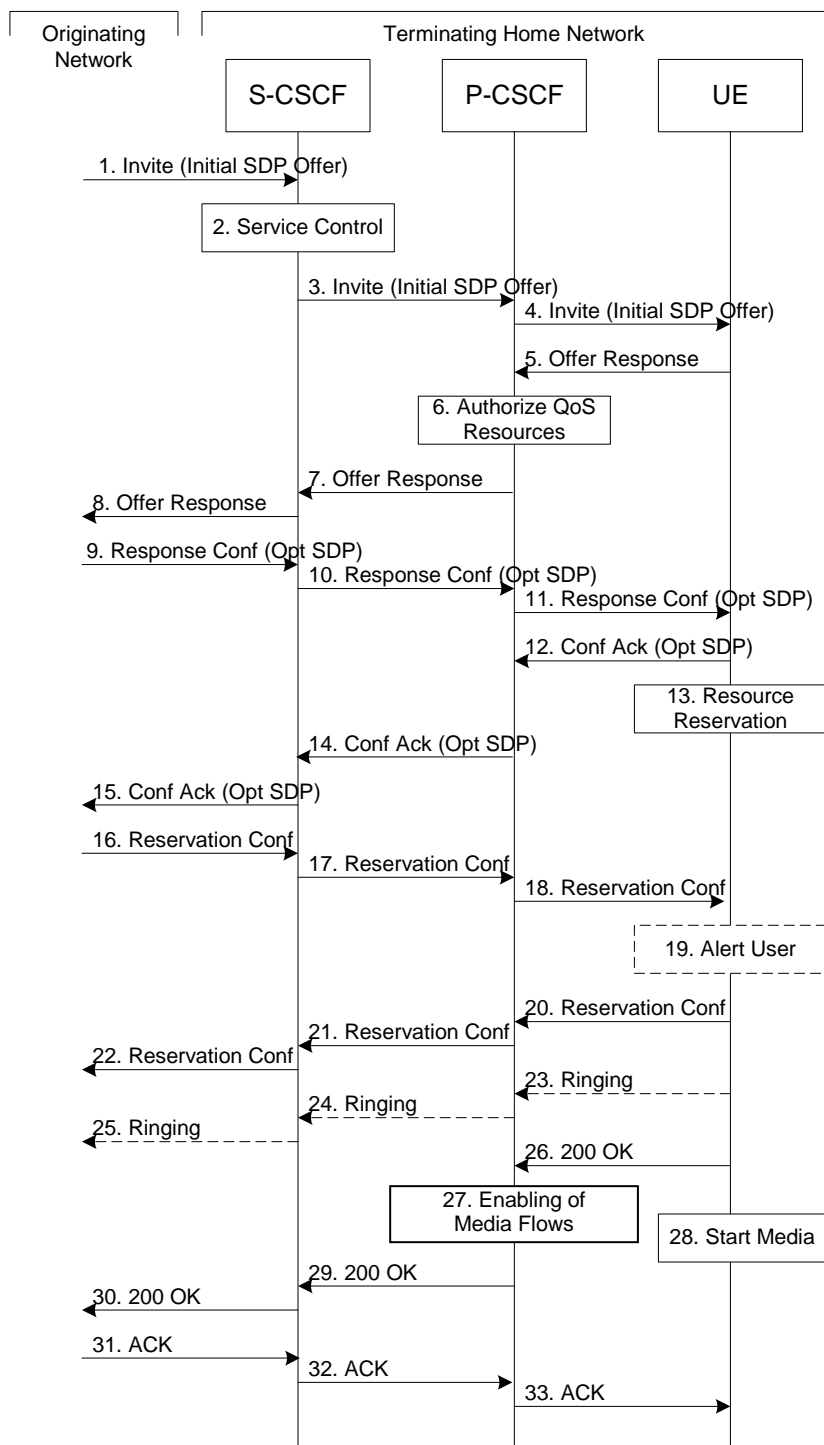 Originating
Network
Terminating Home Network
S-CSCF
P-CSCF
UE
1. Invite (Initial SDP Offer)
2. Service Control
3. Invite (Initial SDP Offer)
4. Invite (Initial SDP Offer)
5. Offer Response
6. Authorize QoS
Resources
7. Offer Response
8. Offer Response
9. Response Conf (Opt SDP)
10. Response Conf (Opt SDP)
11. Response Conf (Opt SDP)
12. Conf Ack (Opt SDP)
13. Resource
Reservation
14. Conf Ack (Opt SDP)
15. Conf Ack (Opt SDP)
16. Reservation Conf
17. Reservation Conf
18. Reservation Conf
19. Alert User
20. Reservation Conf
21. Reservation Conf
22. Reservation Conf
23. Ringing
24. Ringing
25. Ringing
26. 200 OK
27. Enabling of
Media Flows
28. Start Media
29. 200 OK
30. 200 OK
31. ACK
32. ACK
33. ACK